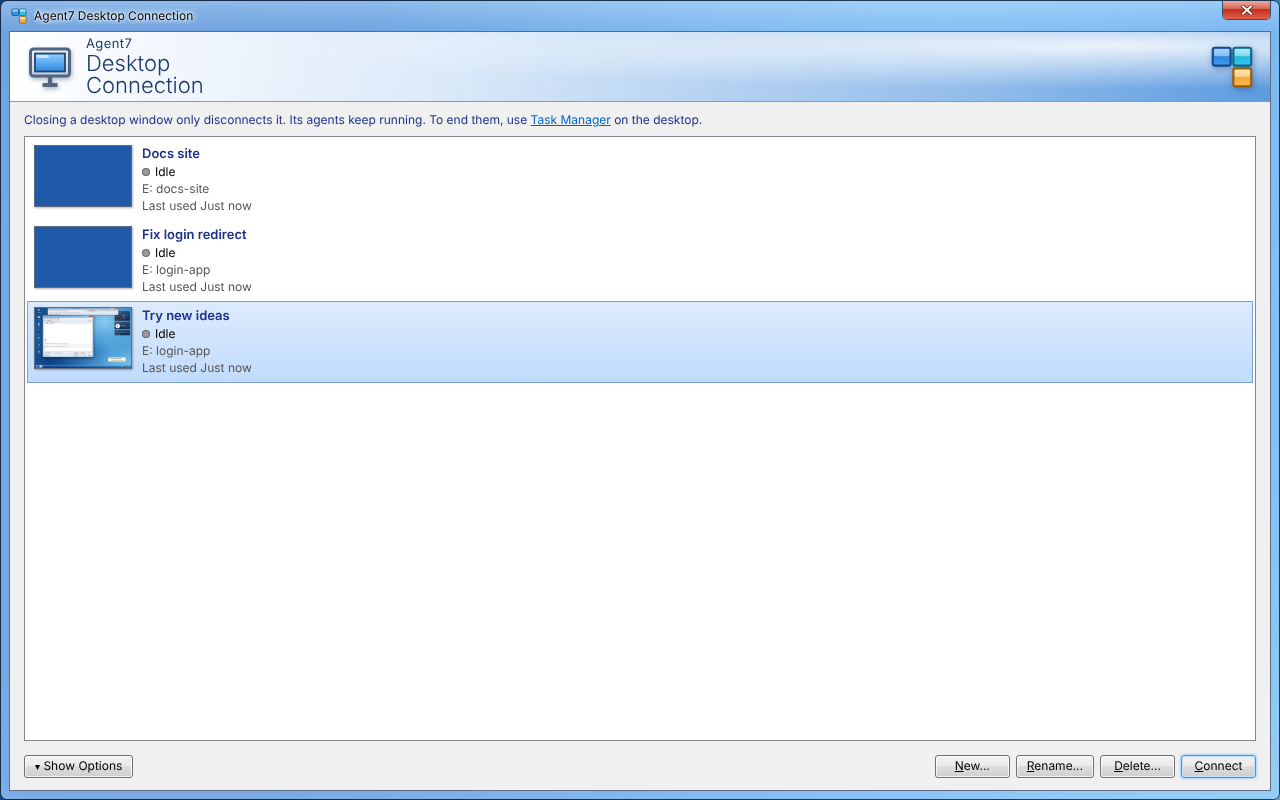 Agent7 Desktop Connection
Agent7
Desktop
Connection
Closing a desktop window only disconnects it. Its agents keep running. To end them, use Task Manager on the desktop.
Docs site
Idle
E: docs-site
Last used Just now
Fix login redirect
Idle
E: login-app
Last used Just now
Try new ideas
Idle
E: login-app
Last used Just now
▾ Show Options
New...
Rename...
Delete...
Connect